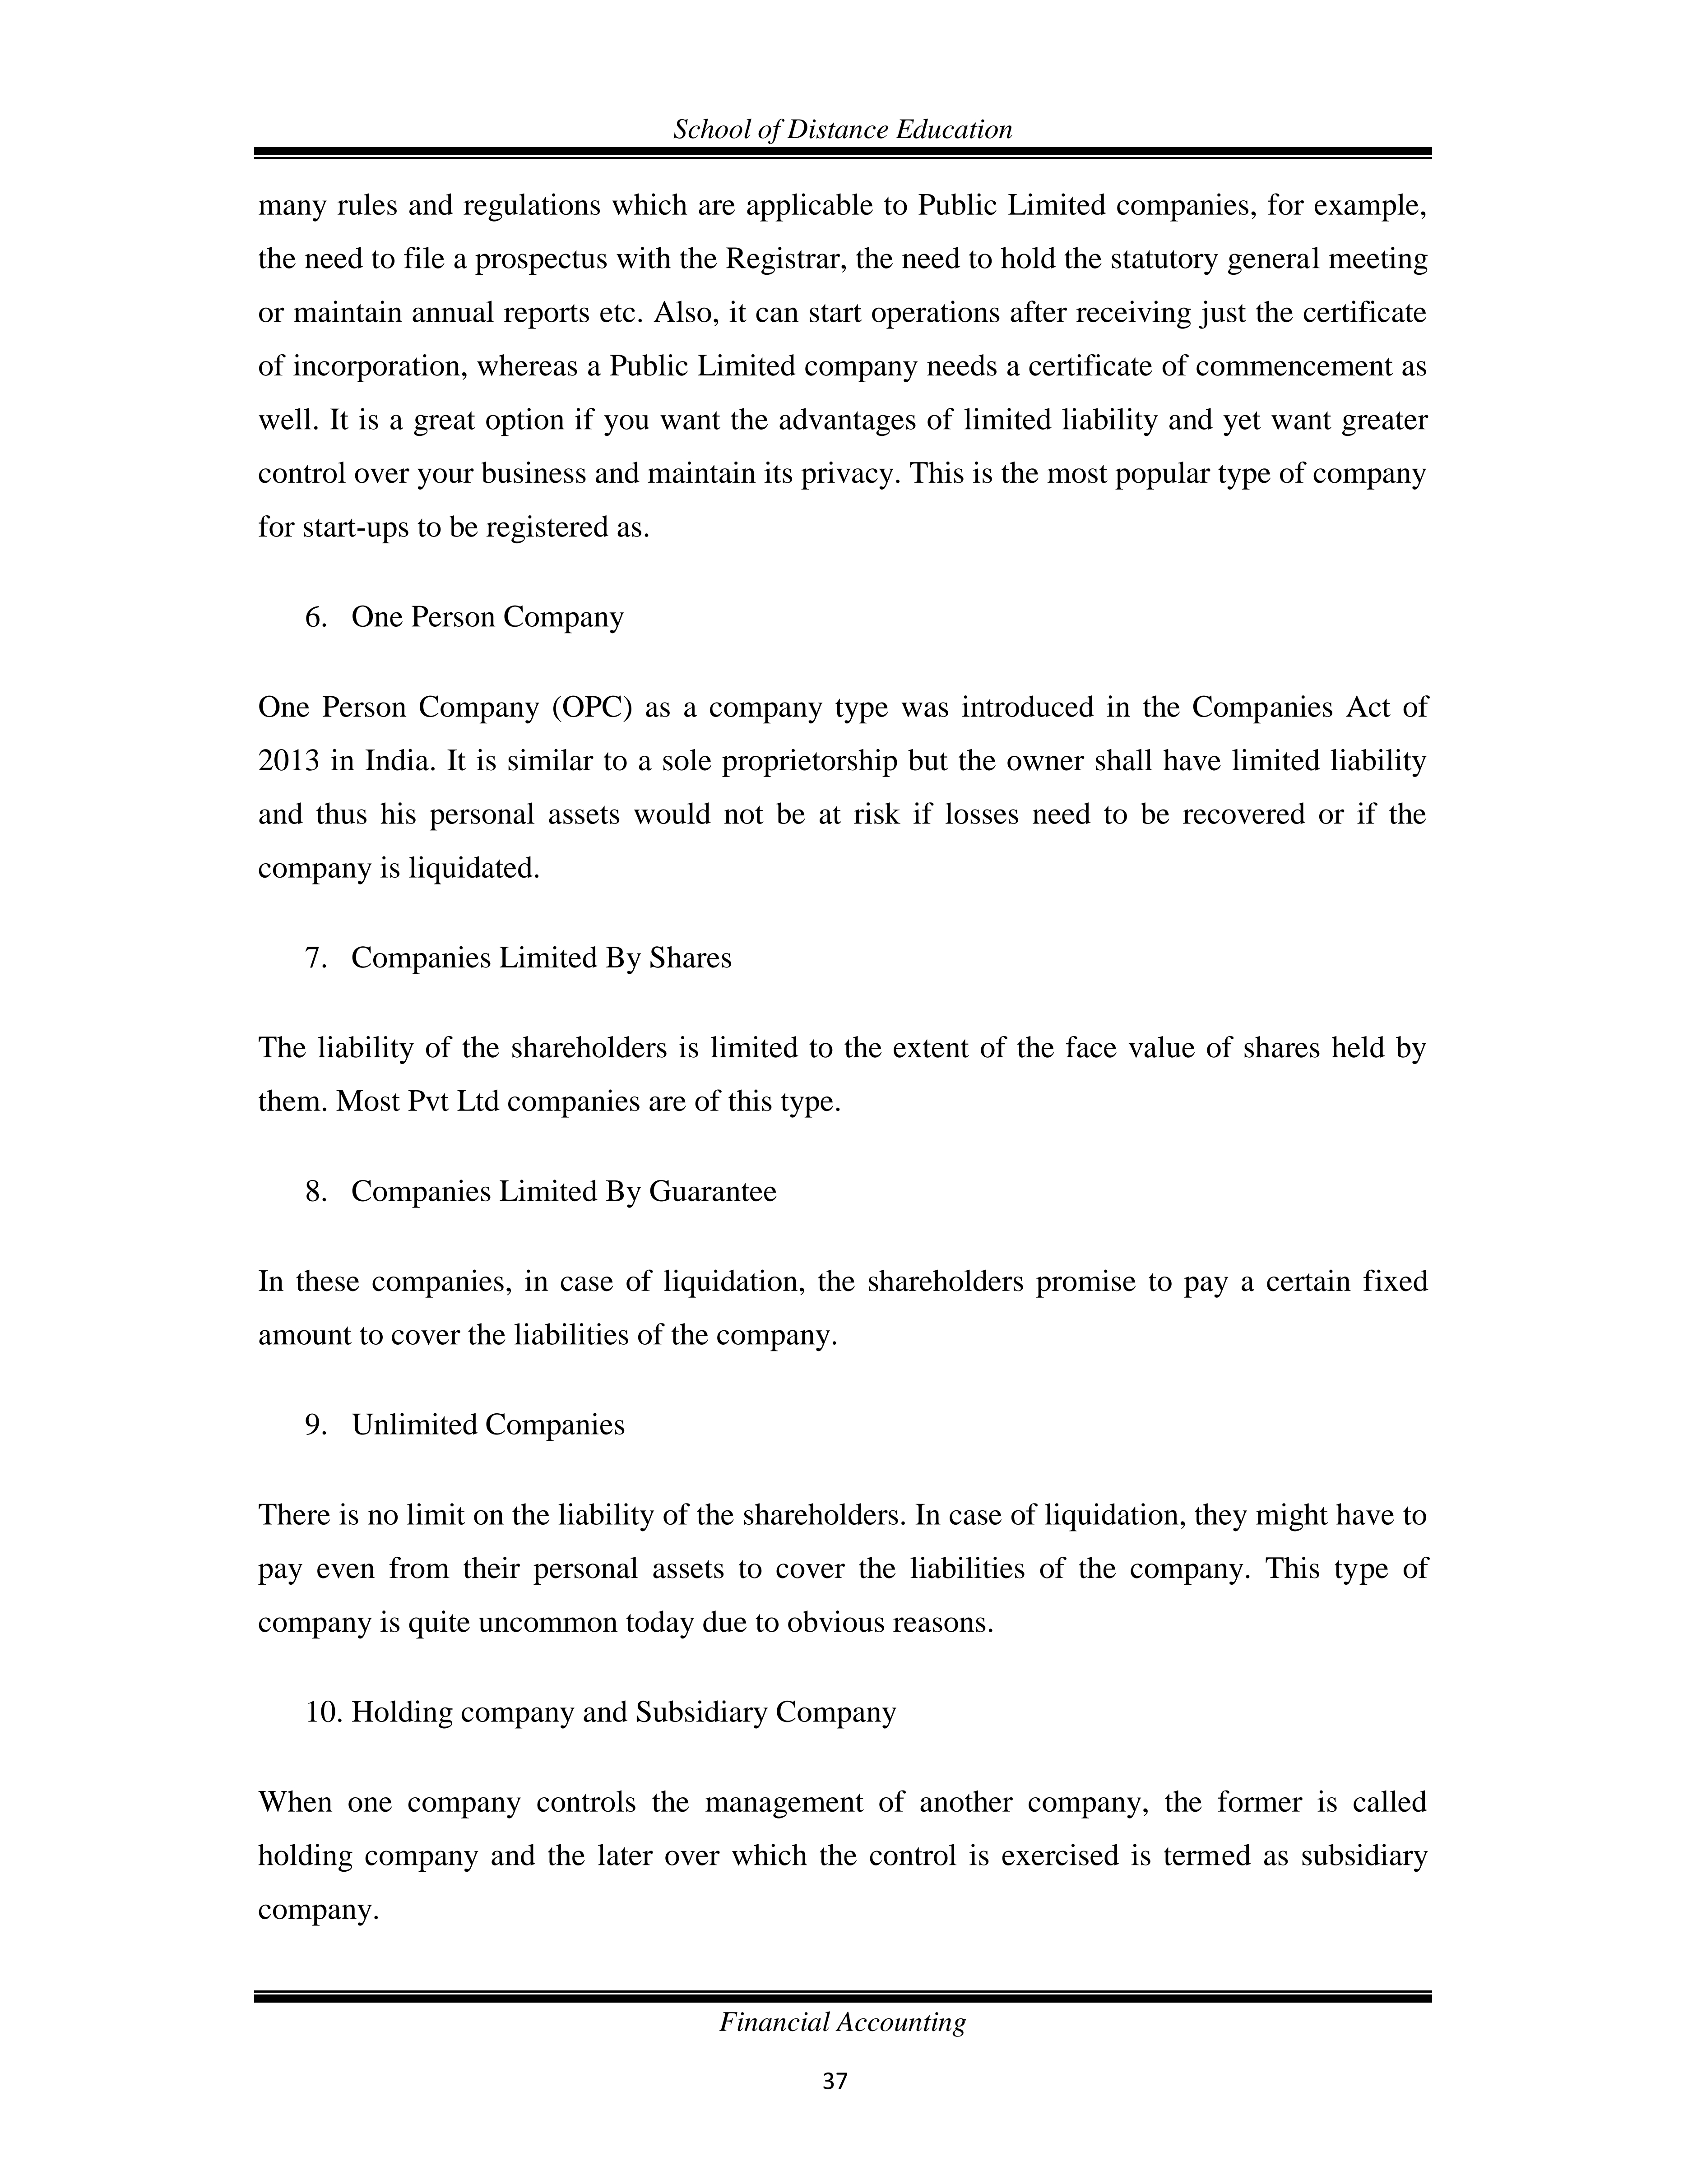 School of Distance Education
many rules and regulations which are applicable to Public Limited companies, for example,
the need to file a prospectus with the Registrar, the need to hold the statutory general meeting
or maintain annual reports etc. Also, it can start operations after receiving just the certificate
of incorporation, whereas a Public Limited company needs a certificate of commencement as
well. It is a great option if you want the advantages of limited liability and yet want greater
control over your business and maintain its privacy. This is the most popular type of company
for start-ups to be registered as.
6. One Person Company
One Person Company (OPC) as a company type was introduced in the Companies Act of
2013 in India. It is similar to a sole proprietorship but the owner shall have limited liability
and thus his personal assets would not be at risk if losses need to be recovered or if the
company is liquidated.
7. Companies Limited By Shares
The liability of the shareholders is limited to the extent of the face value of shares held by
them. Most Pvt Ltd companies are of this type.
8. Companies Limited By Guarantee
In these companies, in case of liquidation, the shareholders promise to pay a certain fixed
amount to cover the liabilities of the company.
9. Unlimited Companies
There is no limit on the liability of the shareholders. In case of liquidation, they might have to
pay even from their personal assets to cover the liabilities of the company. This type of
company is quite uncommon today due to obvious reasons.
10. Holding company and Subsidiary Company
When one company controls the management of another company, the former is called
holding company and the later over which the control is exercised is termed as subsidiary
company.
Financial Accounting
37